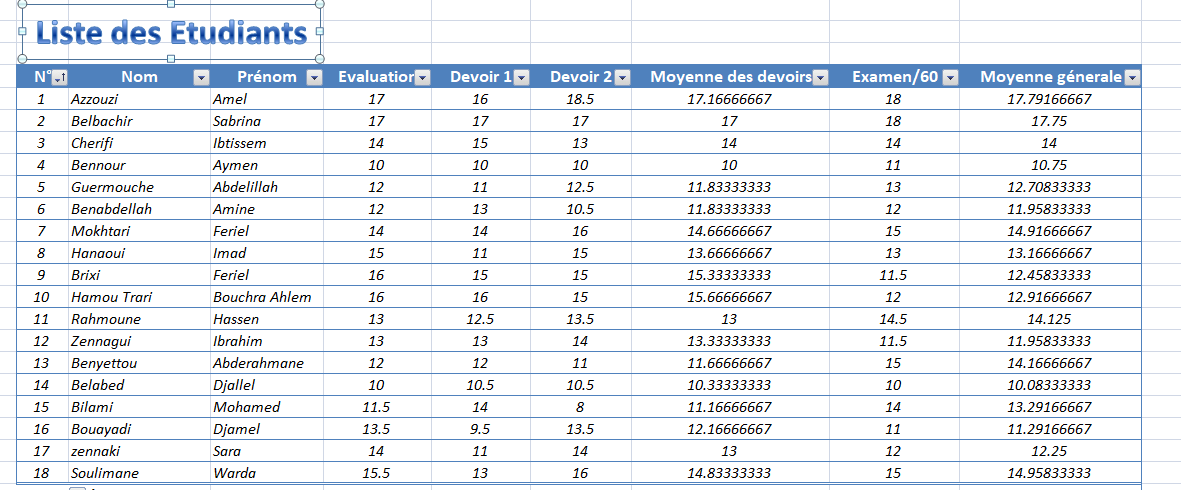 Liste des Etudiants
N° Nom Prénom Evaluation Devoir 1 Devoir 2 Moyenne des devoirs Examen/60 Moyenne génerale
1 Azzouzi Amel 17 16 18.5 17.16666667 18 17.79166667
2 Belbachir Sabrina 17 17 17 17 18 17.75
3 Cherifi Ibtissem 14 15 13 14 14 14
4 Bennour Aymen 10 10 10 10 11 10.75
5 Guermouche Abdelillah 12 11 12.5 11.83333333 13 12.70833333
6 Benabdellah Amine 12 13 10.5 11.83333333 12 11.95833333
7 Mokhtari Feriel 14 14 16 14.66666667 15 14.91666667
8 Hanaoui Imad 15 11 15 13.66666667 13 13.16666667
9 Brixi Feriel 16 15 15 15.33333333 11.5 12.45833333
10 Hamou Trari Bouchra Ahlem 16 16 15 15.66666667 12 12.91666667
11 Rahmoune Hassen 13 12.5 13.5 13 14.5 14.125
12 Zennagui Ibrahim 13 13 14 13.33333333 11.5 11.95833333
13 Benyettou Abderahmane 12 12 11 11.66666667 15 14.16666667
14 Belabed Djallel 10 10.5 10.5 10.33333333 10 10.08333333
15 Bilami Mohamed 11.5 14 8 11.16666667 14 13.29166667
16 Bouayadi Djamel 13.5 9.5 13.5 12.16666667 11 11.29166667
17 zennaki Sara 14 11 14 13 12 12.25
18 Soulimane Warda 15.5 13 16 14.83333333 15 14.95833333